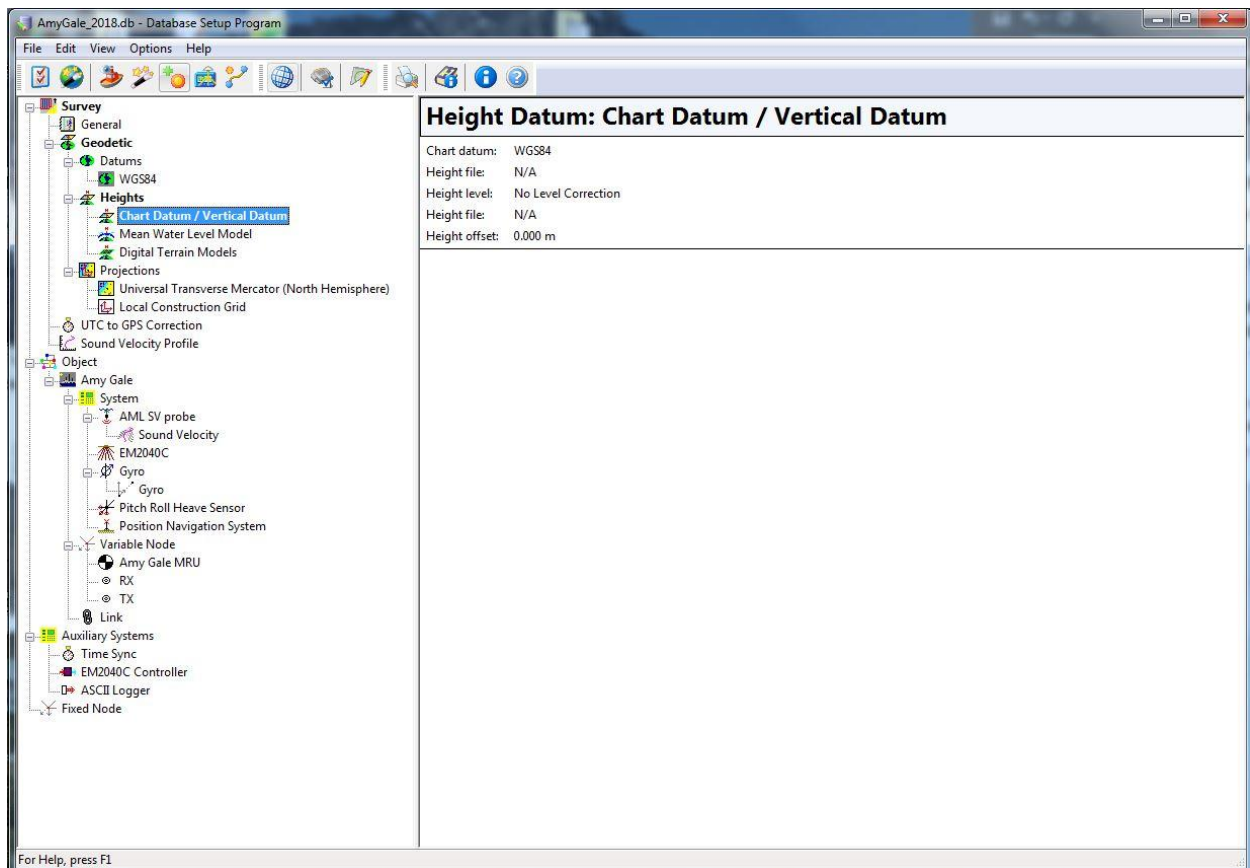 AmyGale_2018.db - Database Setup Program
File Edit View Options Help
Survey
General
Geodetic
Datums
WGS84
Heights
Chart Datum / Vertical Datum
Mean Water Level Model
Digital Terrain Models
Projections
Universal Transverse Mercator (North Hemisphere)
Local Construction Grid
UTC to GPS Correction
Sound Velocity Profile
Object
Amy Gale
System
AML SV probe
Sound Velocity
EM2040C
Gyro
Gyro
Pitch Roll Heave Sensor
Position Navigation System
Variable Node
Amy Gale MRU
RX
TX
Link
Auxiliary Systems
Time Sync
EM2040C Controller
ASCII Logger
Fixed Node
Height Datum: Chart Datum / Vertical Datum
Chart datum: WGS84
Height file: N/A
Height level: No Level Correction
Height file: N/A
Height offset: 0.000 m
For Help, press F1